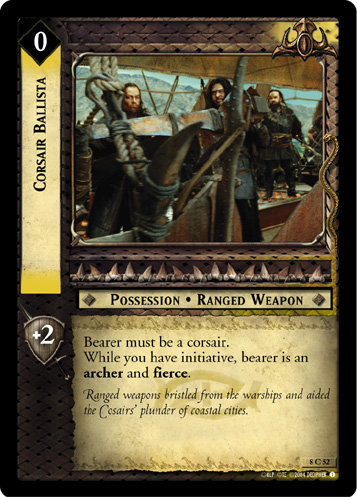 0
CORSAIR BALLISTA
POSSESSION • RANGED WEAPON
+2
Bearer must be a corsair.
While you have initiative, bearer is an
archer and fierce.
Ranged weapons bristled from the warships and aided
the Cosairs' plunder of coastal cities.
8 C 52